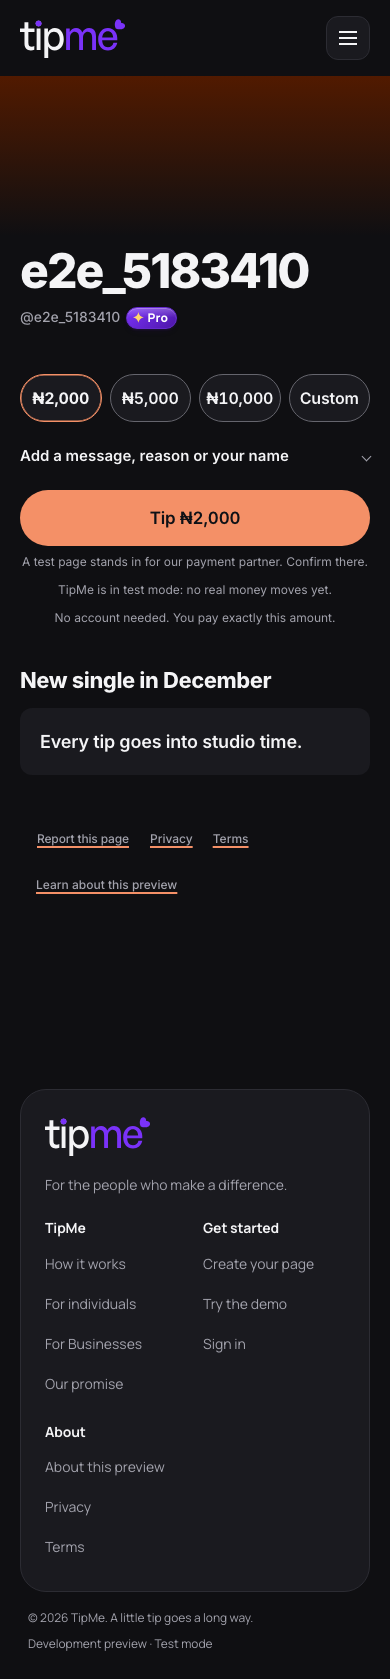 tipme
e2e_5183410
@e2e_5183410 ✦ Pro
₦2,000 ₦5,000 ₦10,000 Custom
Add a message, reason or your name
Tip ₦2,000
A test page stands in for our payment partner. Confirm there.
TipMe is in test mode: no real money moves yet.
No account needed. You pay exactly this amount.
New single in December
Every tip goes into studio time.
Report this page Privacy Terms
Learn about this preview
tipme
For the people who make a difference.
TipMe Get started
How it works Create your page
For individuals Try the demo
For Businesses Sign in
Our promise
About
About this preview
Privacy
Terms
© 2026 TipMe. A little tip goes a long way.
Development preview · Test mode